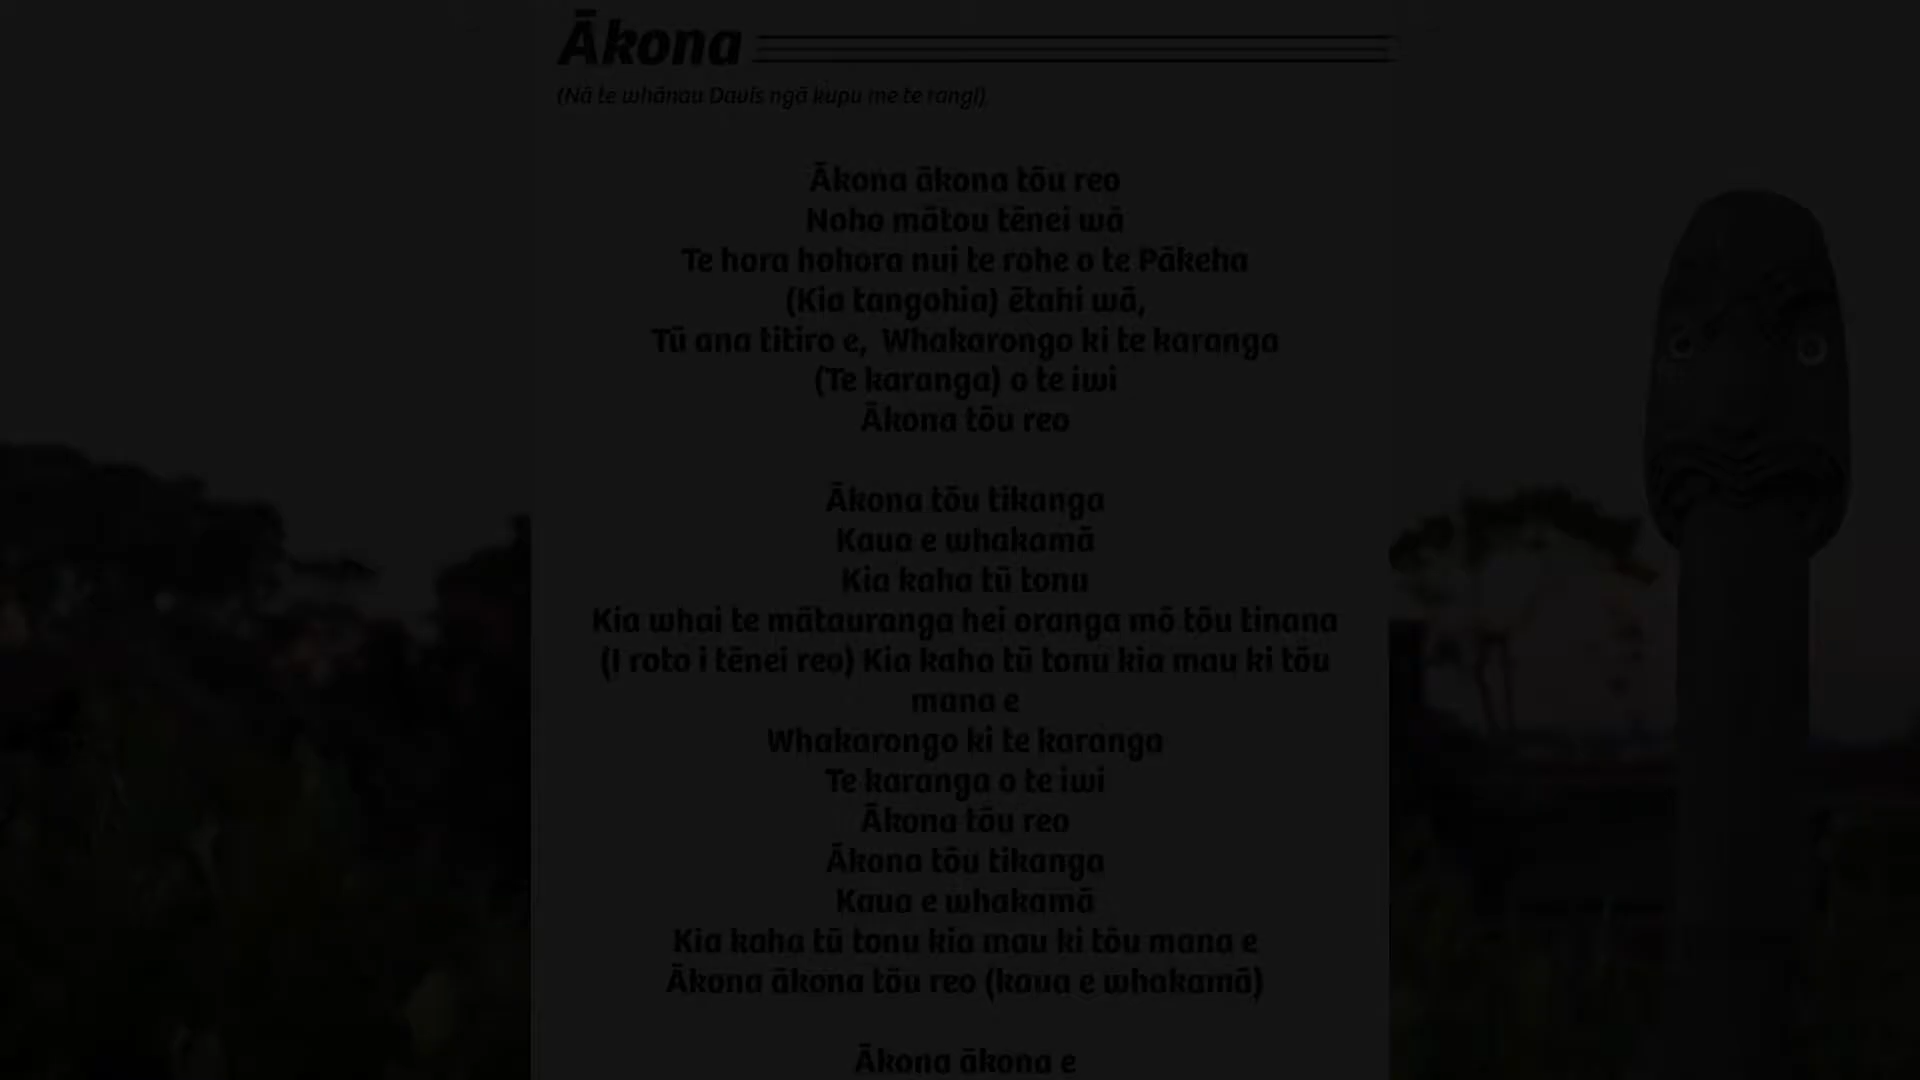 Ākona
(Nā te whānau Davis ngā kupu me te rangi)
Ākona ākona tōu reo
Noho mātou tēnei wā
Te hora hohora nui te rohe o te Pākeha
(Kia tangohia) ētahi wā,
Tū ana titiro e, Whakarongo ki te karanga
(Te karanga) o te iwi
Ākona tōu reo
Ākona tōu tikanga
Kaua e whakamā
Kia kaha tū tonu
Kia whai te mātauranga hei oranga mō tōu tinana
(I roto i tēnei reo) Kia kaha tū tonu kia mau ki tōu
mana e
Whakarongo ki te karanga
Te karanga o te iwi
Ākona tōu reo
Ākona tōu tikanga
Kaua e whakamā
Kia kaha tū tonu kia mau ki tōu mana e
Ākona ākona tōu reo (kaua e whakamā)
Ākona ākona e